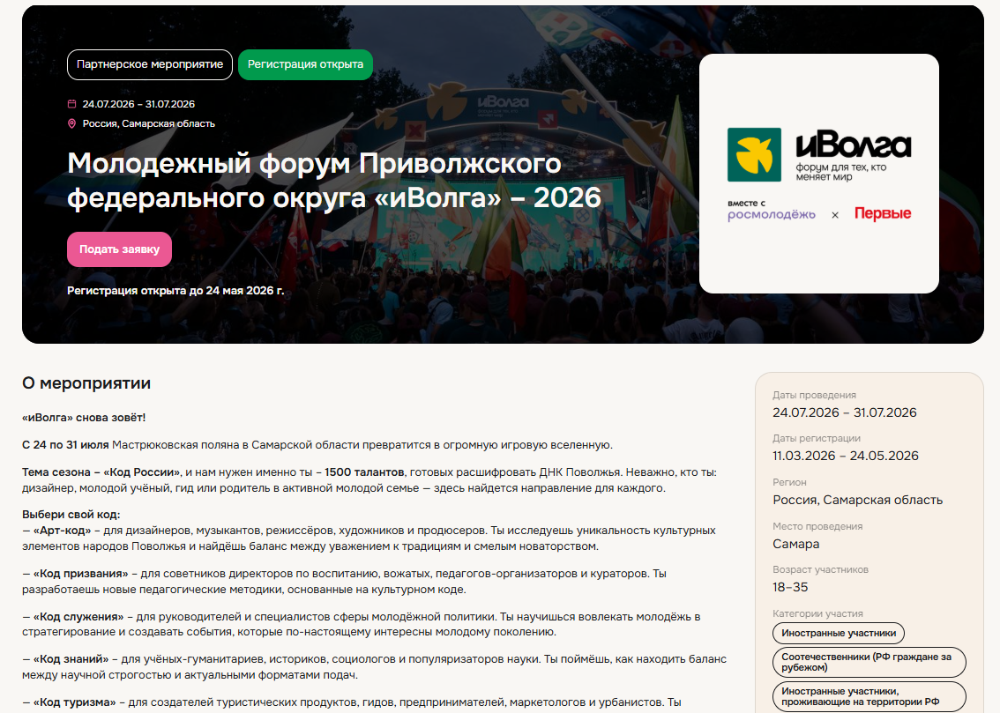 Партнерское мероприятие
Регистрация открыта
24.07.2026 – 31.07.2026
Россия, Самарская область
Молодежный форум Приволжского
федерального округа «иВолга» – 2026
Подать заявку
Регистрация открыта до 24 мая 2026 г.
иВолга
иВолга
форум для тех, кто
меняет мир
вместе с
росмолодёжь × Первые
О мероприятии
«иВолга» снова зовёт!
С 24 по 31 июля Мастрюковская поляна в Самарской области превратится в огромную игровую вселенную.
Тема сезона – «Код России», и нам нужен именно ты – 1500 талантов, готовых расшифровать ДНК Поволжья. Неважно, кто ты:
дизайнер, молодой учёный, гид или родитель в активной молодой семье — здесь найдется направление для каждого.
Выбери свой код:
— «Арт-код» – для дизайнеров, музыкантов, режиссёров, художников и продюсеров. Ты исследуешь уникальность культурных
элементов народов Поволжья и найдёшь баланс между уважением к традициям и смелым новаторством.
— «Код призвания» – для советников директоров по воспитанию, вожатых, педагогов-организаторов и кураторов. Ты
разработаешь новые педагогические методики, основанные на культурном коде.
— «Код служения» – для руководителей и специалистов сферы молодёжной политики. Ты научишься вовлекать молодёжь в
стратегирование и создавать события, которые по-настоящему интересны молодому поколению.
— «Код знаний» – для учёных-гуманитариев, историков, социологов и популяризаторов науки. Ты поймёшь, как находить баланс
между научной строгостью и актуальными форматами подач.
— «Код туризма» – для создателей туристических продуктов, гидов, предпринимателей, маркетологов и урбанистов. Ты
Даты проведения
24.07.2026 – 31.07.2026
Даты регистрации
11.03.2026 – 24.05.2026
Регион
Россия, Самарская область
Место проведения
Самара
Возраст участников
18–35
Категории участия
Иностранные участники
Соотечественники (РФ граждане за
рубежом)
Иностранные участники,
проживающие на территории РФ